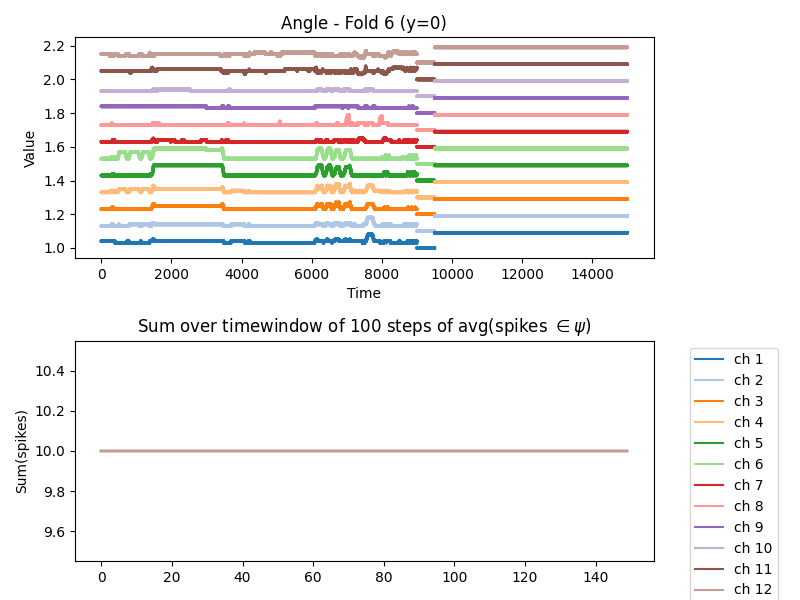 Angle - Fold 6 (y=0)
2.2
2.0
1.8
1.6
1.4
1.2
1.0
Value
0 2000 4000 6000 8000 10000 12000 14000
Time
Sum over timewindow of 100 steps of avg(spikes ∈ ψ)
10.4
10.2
10.0
9.8
9.6
Sum(spikes)
0 20 40 60 80 100 120 140
ch 1
ch 2
ch 3
ch 4
ch 5
ch 6
ch 7
ch 8
ch 9
ch 10
ch 11
ch 12